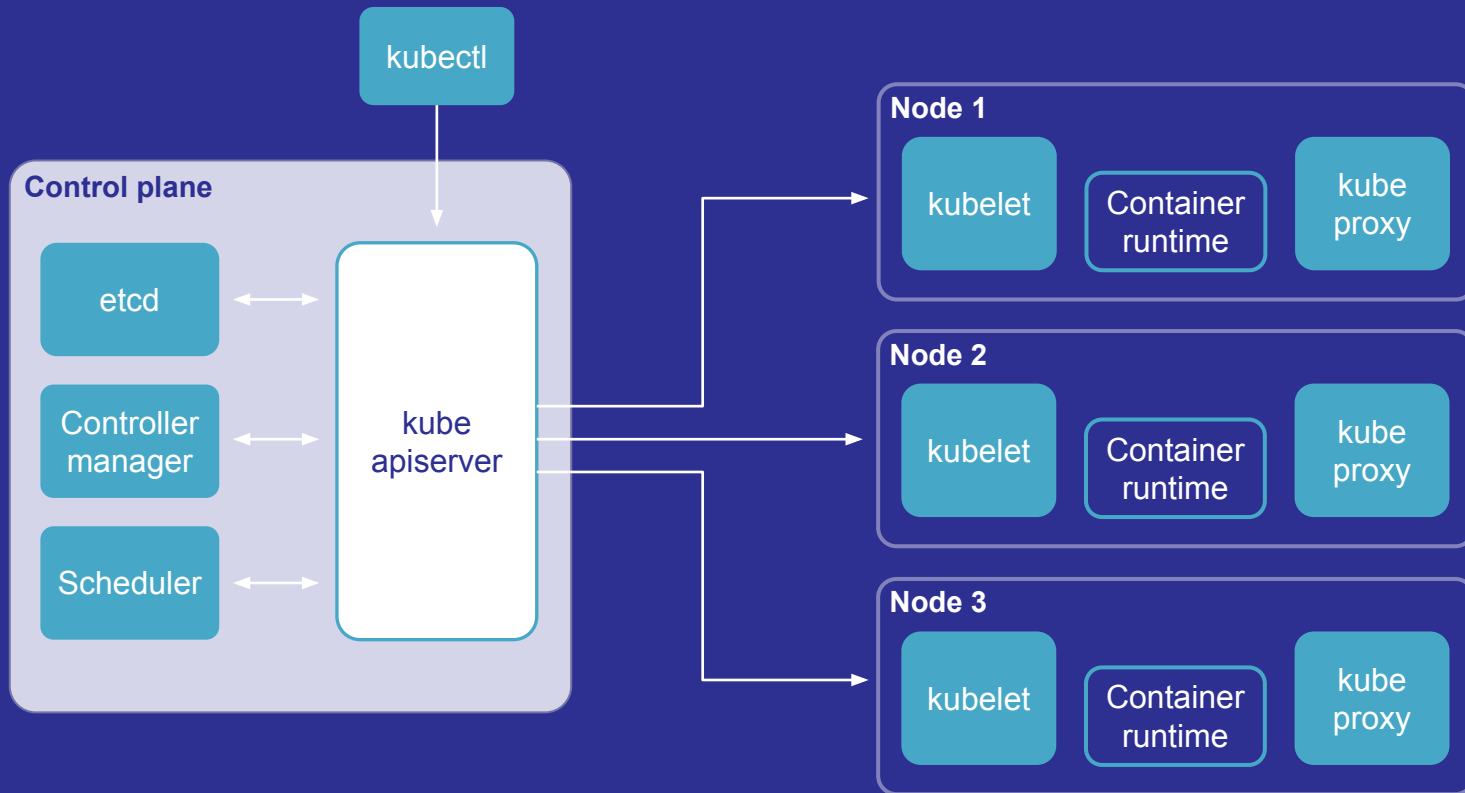 kubectl
Control plane
etcd
Controller
manager
Scheduler
kube
apiserver
Node 1
kubelet
Container
runtime
kube
proxy
Node 2
kubelet
Container
runtime
kube
proxy
Node 3
kubelet
Container
runtime
kube
proxy